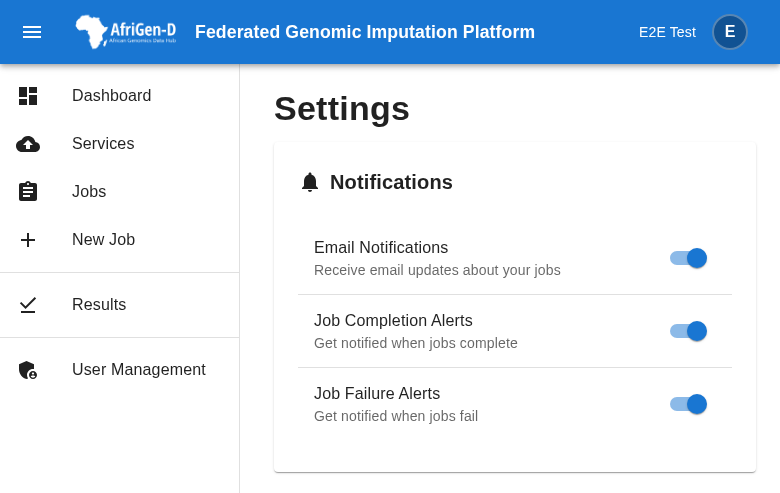 AfriGen-D
African Genomics Data Hub
Federated Genomic Imputation Platform
E2E Test
E
Dashboard
Services
Jobs
New Job
Results
User Management
Settings
Notifications
Email Notifications
Receive email updates about your jobs
Job Completion Alerts
Get notified when jobs complete
Job Failure Alerts
Get notified when jobs fail